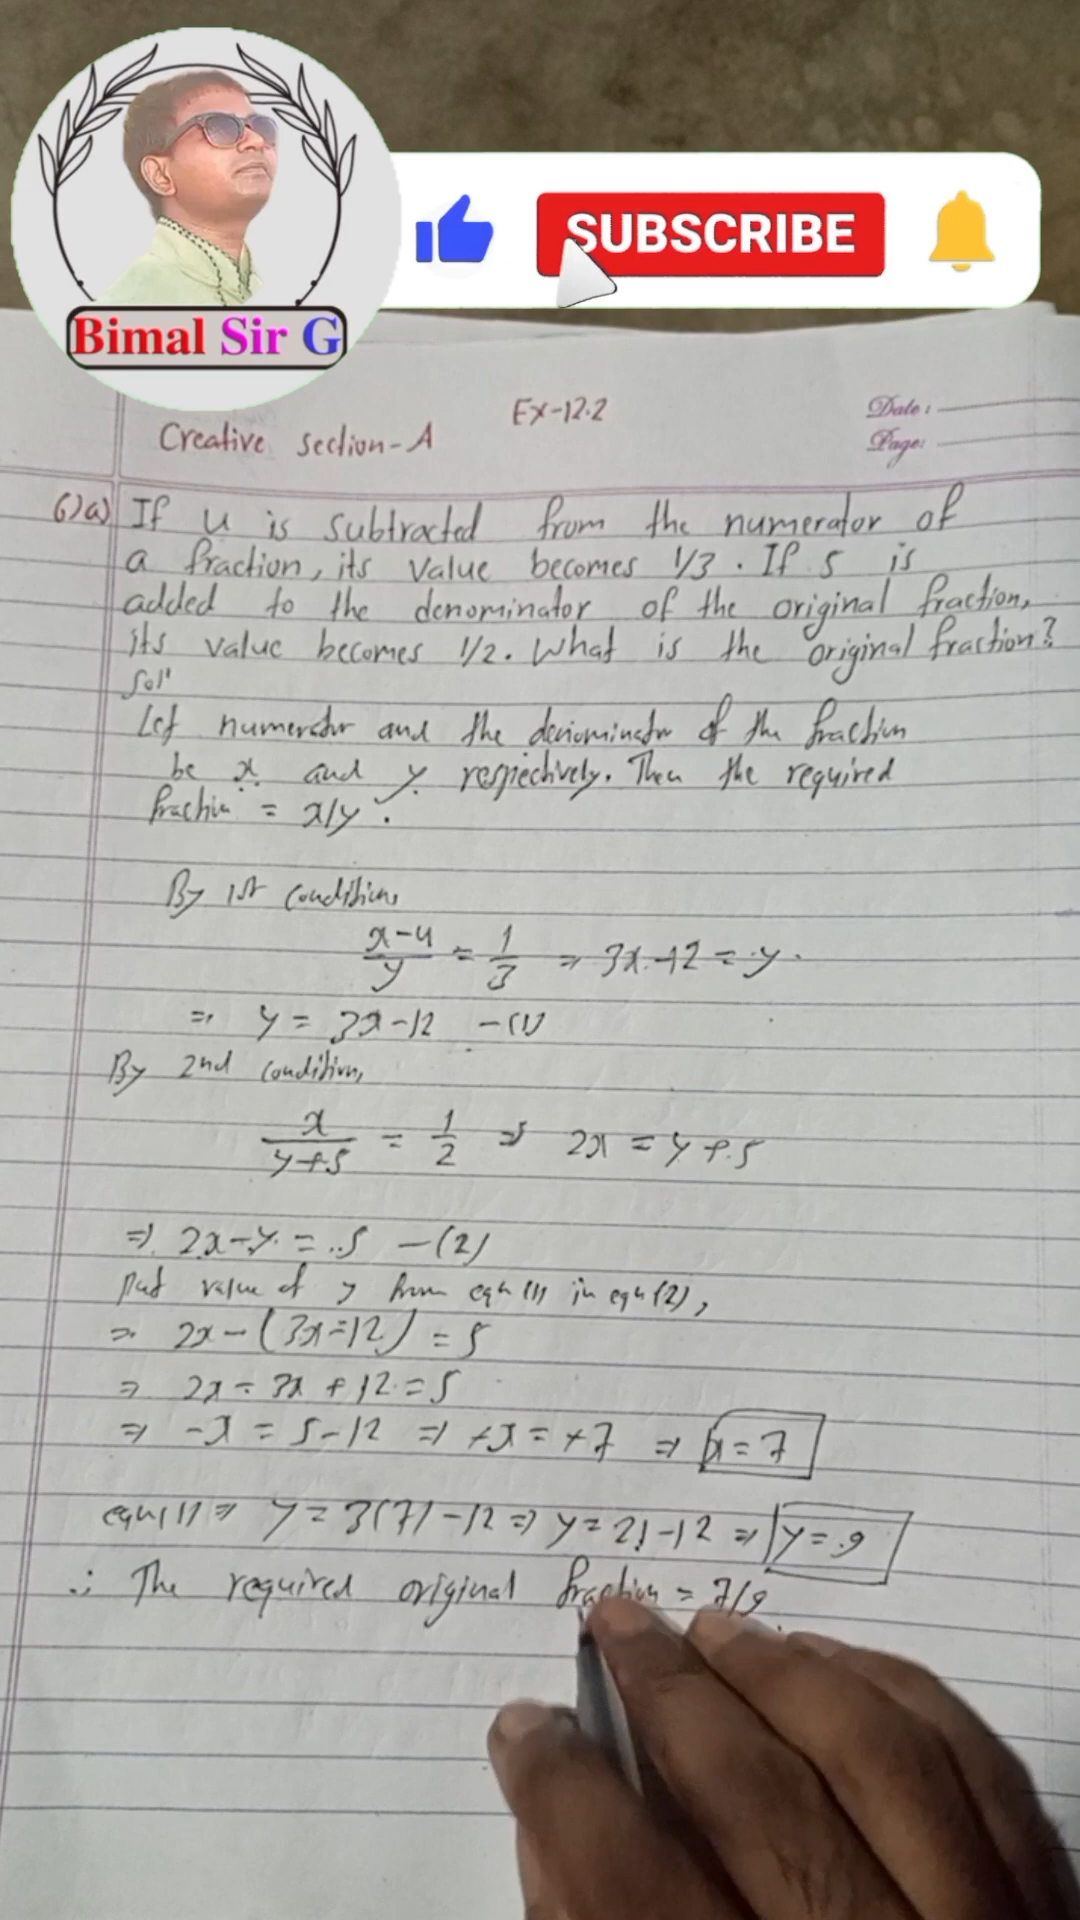 SUBSCRIBE
Bimal Sir G
Ex-12.2
Date:
Page:
Creative section-A
6)a) If 4 is subtracted from the numerator of
a fraction, its value becomes 1/3. If 5 is
added to the denominator of the original fraction,
its value becomes 1/2. What is the original fraction?
Solⁿ
Let numerator and the denominator of the fraction
be x and y respectively. Then the required
fraction = x/y.
By 1st condition,
(x-4)/y = 1/3 ⇒ 3x-12 = y.
⇒ y = 3x-12 -(1)
By 2nd condition,
x/(y+5) = 1/2 ⇒ 2x = y+5
⇒ 2x-y = 5 -(2)
Put value of y from eqn (1) in eqn (2),
⇒ 2x-(3x-12) = 5
⇒ 2x-3x+12 = 5
⇒ -x = 5-12 ⇒ +x = +7 ⇒ x = 7
eqn(1) ⇒ y = 3(7)-12 ⇒ y = 21-12 ⇒ y = 9
∴ The required original fraction = 7/9